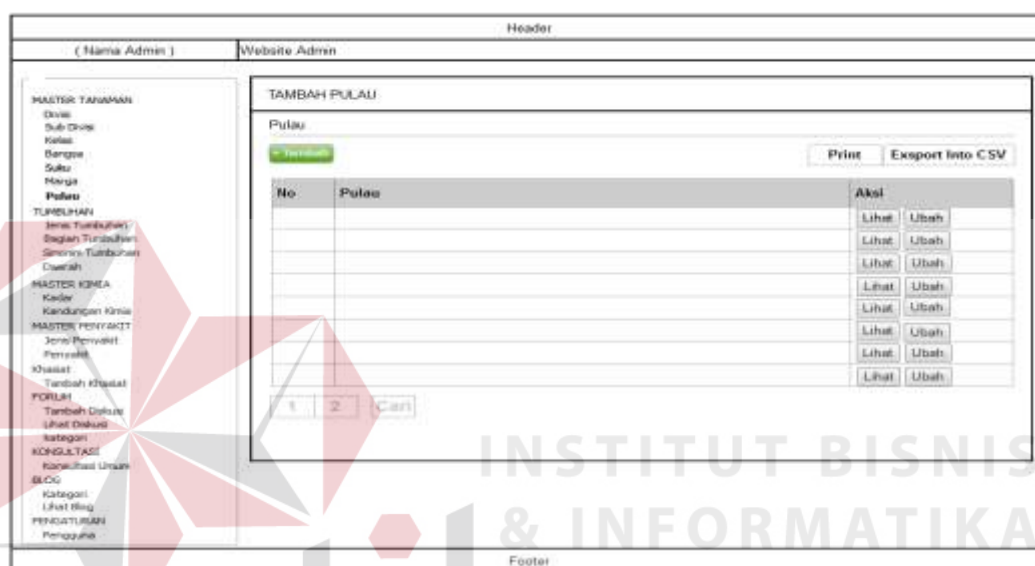 Header
( Nama Admin )
Website Admin
MASTER TANAMAN
Divisi
Sub Divisi
Kelas
Bangsa
Suku
Marga
Pulau
TUMBUHAN
Jenis Tumbuhan
Bagian Tumbuhan
Sinonim Tumbuhan
Daerah
MASTER KIMIA
Kadar
Kandungan Kimia
MASTER PENYAKIT
Jenis Penyakit
Penyakit
Khasiat
Tambah Khasiat
FORUM
Tambah Diskusi
Lihat Diskusi
kategori
KONSULTASI
Konsultasi Umum
BLOG
Kategori
Lihat Blog
PENGATURAN
Pengguna
TAMBAH PULAU
Pulau
+ Tambah
Print Exsport Into CSV
No Pulau Aksi
Lihat Ubah
Lihat Ubah
Lihat Ubah
Lihat Ubah
Lihat Ubah
Lihat Ubah
Lihat Ubah
Lihat Ubah
1 2 Cari
INSTITUT BISNIS
& INFORMATIKA
Footer